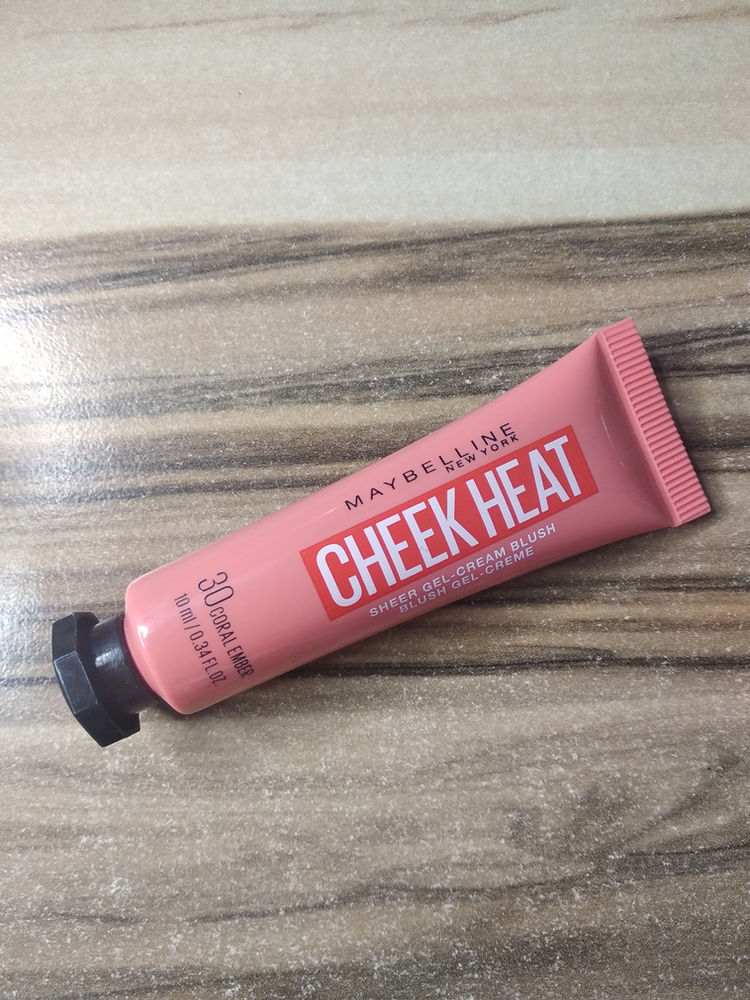 MAYBELLINE
NEW YORK
CHEEK HEAT
SHEER GEL-CREAM BLUSH
BLUSH GEL-CREME
30 CORAL EMBER
10 ml / 0.34 FL. OZ.